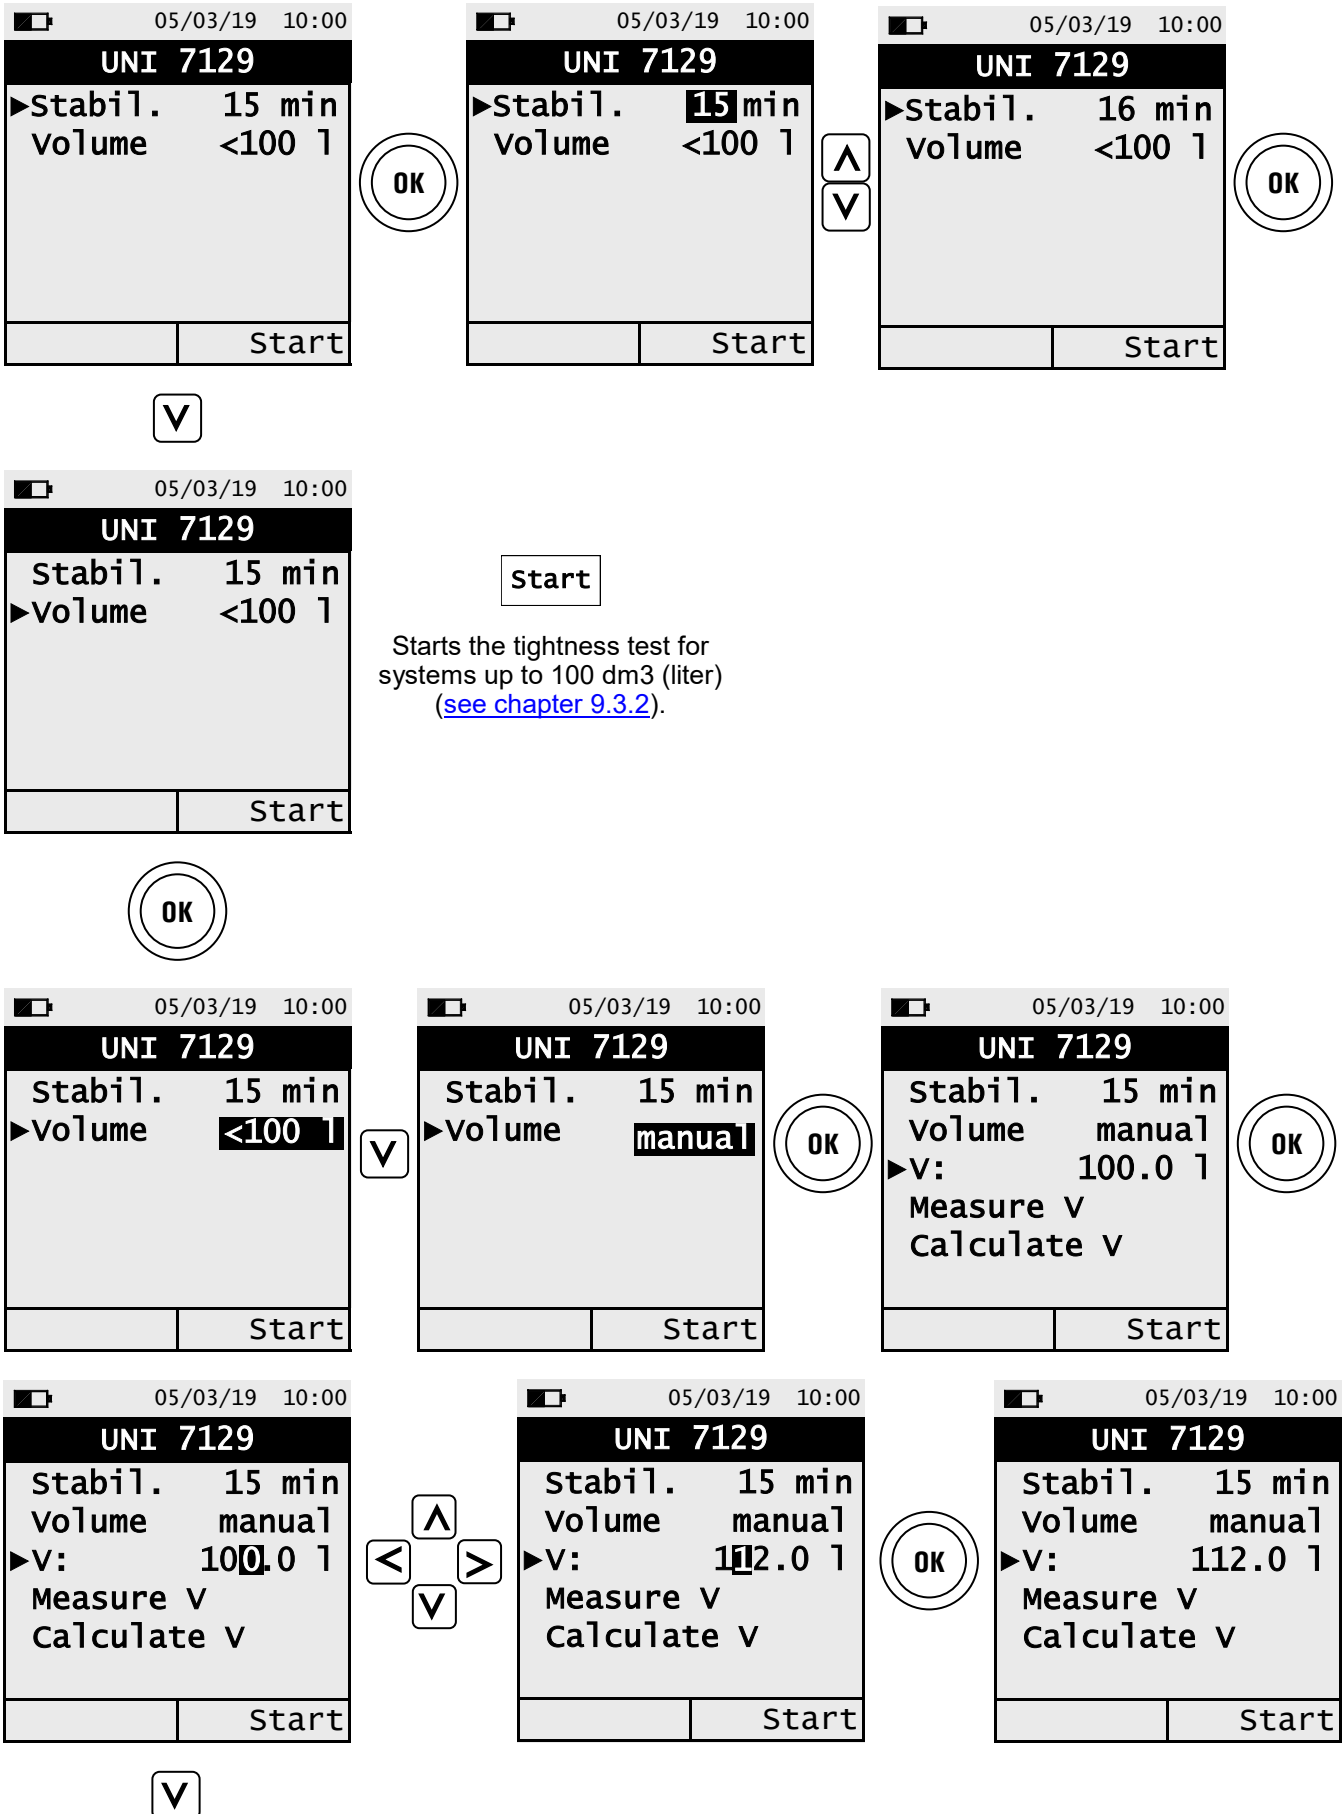 05/03/19 10:00
UNI 7129
►Stabil. 15 min
Volume <100 l
Start
OK
05/03/19 10:00
UNI 7129
►Stabil. 15 min
Volume <100 l
Start
05/03/19 10:00
UNI 7129
►Stabil. 16 min
Volume <100 l
Start
OK
05/03/19 10:00
UNI 7129
Stabil. 15 min
►Volume <100 l
Start
Start
Starts the tightness test for
systems up to 100 dm3 (liter)
(see chapter 9.3.2).
OK
05/03/19 10:00
UNI 7129
Stabil. 15 min
►Volume <100 l
Start
05/03/19 10:00
UNI 7129
Stabil. 15 min
►Volume manual
Start
OK
05/03/19 10:00
UNI 7129
Stabil. 15 min
Volume manual
►V: 100.0 l
Measure V
Calculate V
Start
OK
05/03/19 10:00
UNI 7129
Stabil. 15 min
Volume manual
►V: 100.0 l
Measure V
Calculate V
Start
05/03/19 10:00
UNI 7129
Stabil. 15 min
Volume manual
►V: 112.0 l
Measure V
Calculate V
Start
OK
05/03/19 10:00
UNI 7129
Stabil. 15 min
Volume manual
►V: 112.0 l
Measure V
Calculate V
Start